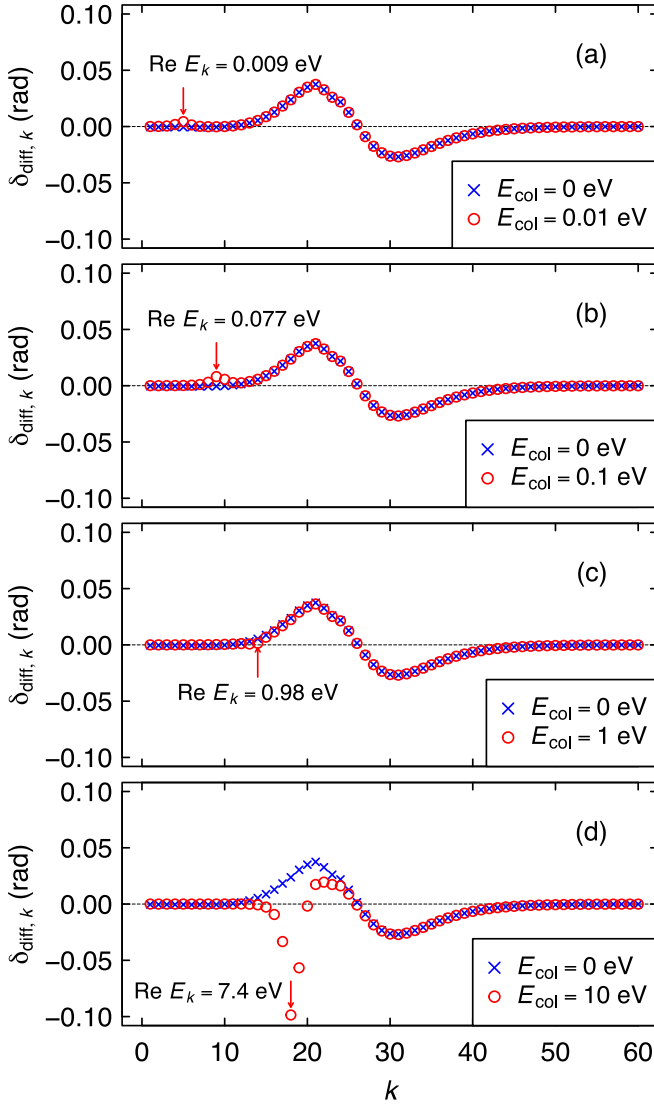 0.10
0.05
0.00
−0.05
−0.10
δdiff, k (rad)
(a)
Re Ek = 0.009 eV
Ecol = 0 eV
Ecol = 0.01 eV
0.10
0.05
0.00
−0.05
−0.10
δdiff, k (rad)
(b)
Re Ek = 0.077 eV
Ecol = 0 eV
Ecol = 0.1 eV
0.10
0.05
0.00
−0.05
−0.10
δdiff, k (rad)
(c)
Re Ek = 0.98 eV
Ecol = 0 eV
Ecol = 1 eV
0.10
0.05
0.00
−0.05
−0.10
δdiff, k (rad)
(d)
Re Ek = 7.4 eV
Ecol = 0 eV
Ecol = 10 eV
0 10 20 30 40 50 60
k